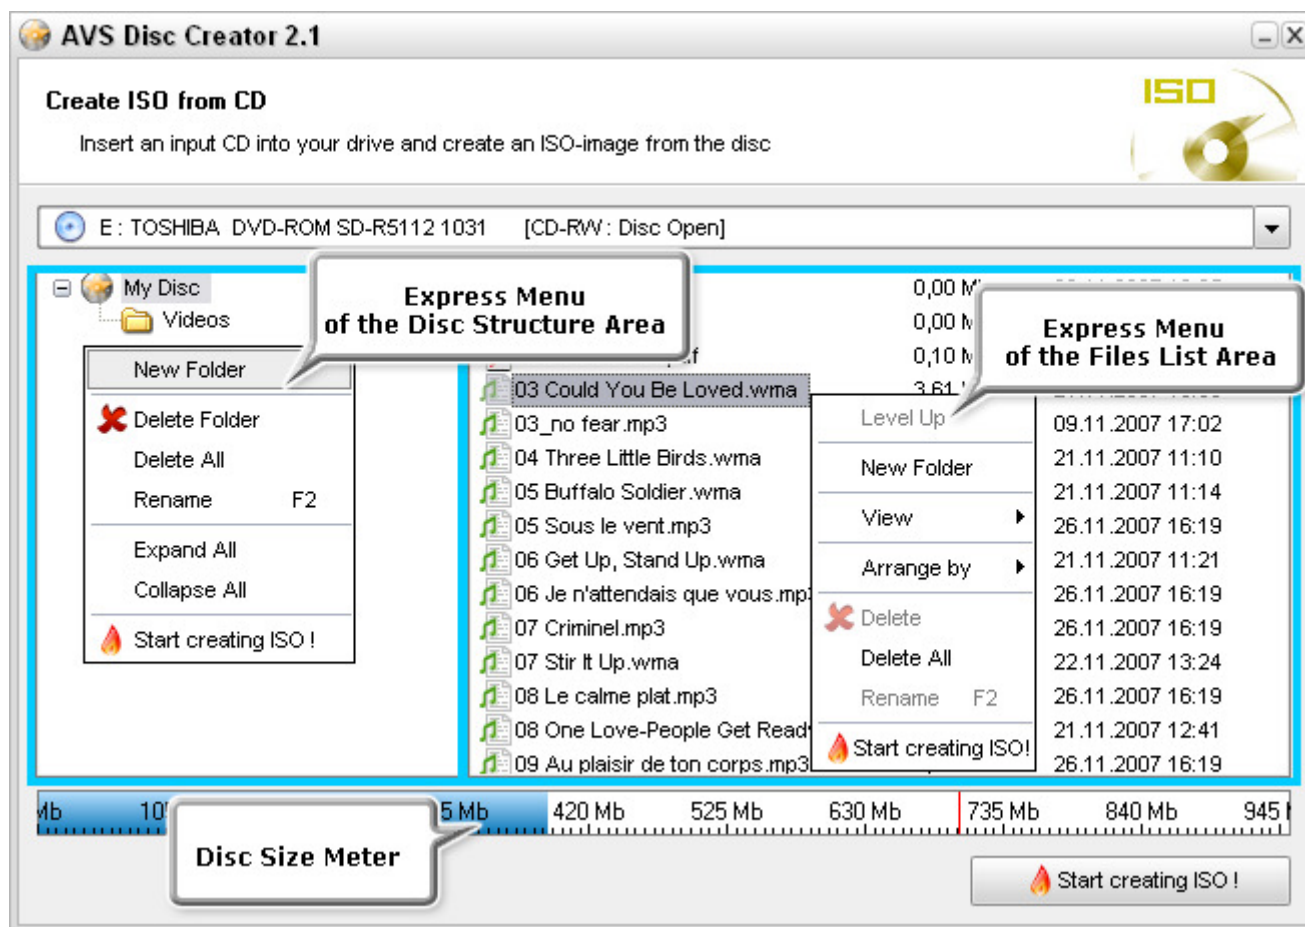 AVS Disc Creator 2.1
ISO
Create ISO from CD
Insert an input CD into your drive and create an ISO-image from the disc
E : TOSHIBA DVD-ROM SD-R5112 1031 [CD-RW : Disc Open]
My Disc
Videos
Express Menu
of the Disc Structure Area
New Folder
Delete Folder
Delete All
Rename F2
Expand All
Collapse All
Start creating ISO !
0,00
0,00
0,10
03 Could You Be Loved.wma 3,61
03_no fear.mp3 09.11.2007 17:02
04 Three Little Birds.wma 21.11.2007 11:10
05 Buffalo Soldier.wma 21.11.2007 11:14
05 Sous le vent.mp3 26.11.2007 16:19
06 Get Up, Stand Up.wma 21.11.2007 11:21
06 Je n'attendais que vous.mp3 26.11.2007 16:19
07 Criminel.mp3 26.11.2007 16:19
07 Stir It Up.wma 22.11.2007 13:24
08 Le calme plat.mp3 26.11.2007 16:19
08 One Love-People Get Ready 21.11.2007 12:41
09 Au plaisir de ton corps.mp3 26.11.2007 16:19
Express Menu
of the Files List Area
Level Up
New Folder
View
Arrange by
Delete
Delete All
Rename F2
Start creating ISO!
Mb 420 Mb 525 Mb 630 Mb 735 Mb 840 Mb 945
Disc Size Meter
Start creating ISO !